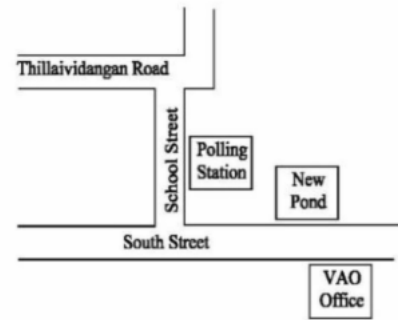 Thillaividangan Road
School Street
Polling
Station
New
Pond
South Street
VAO
Office